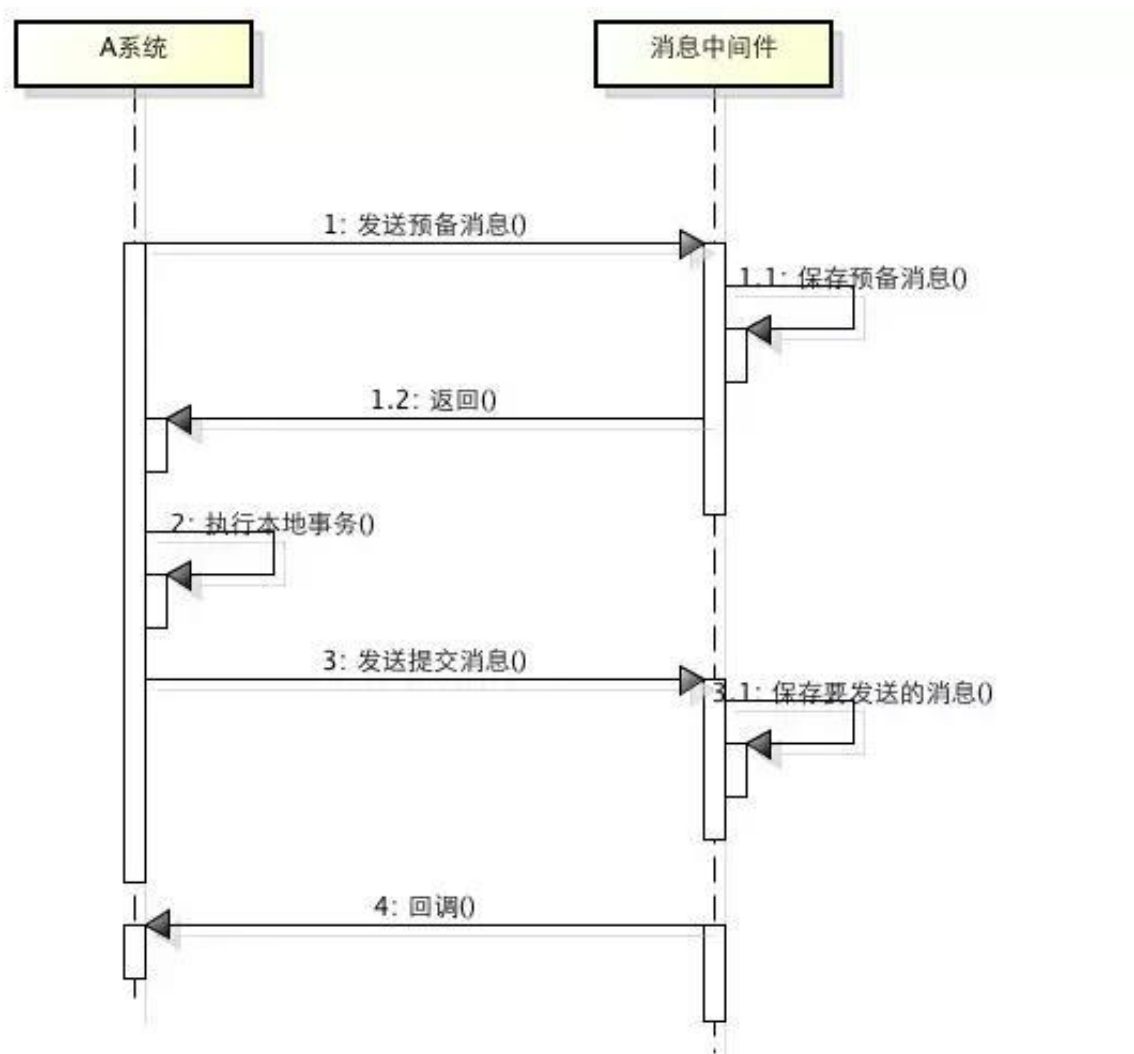 A系统
消息中间件
1: 发送预备消息()
1.1: 保存预备消息()
1.2: 返回()
2: 执行本地事务()
3: 发送提交消息()
3.1: 保存要发送的消息()
4: 回调()